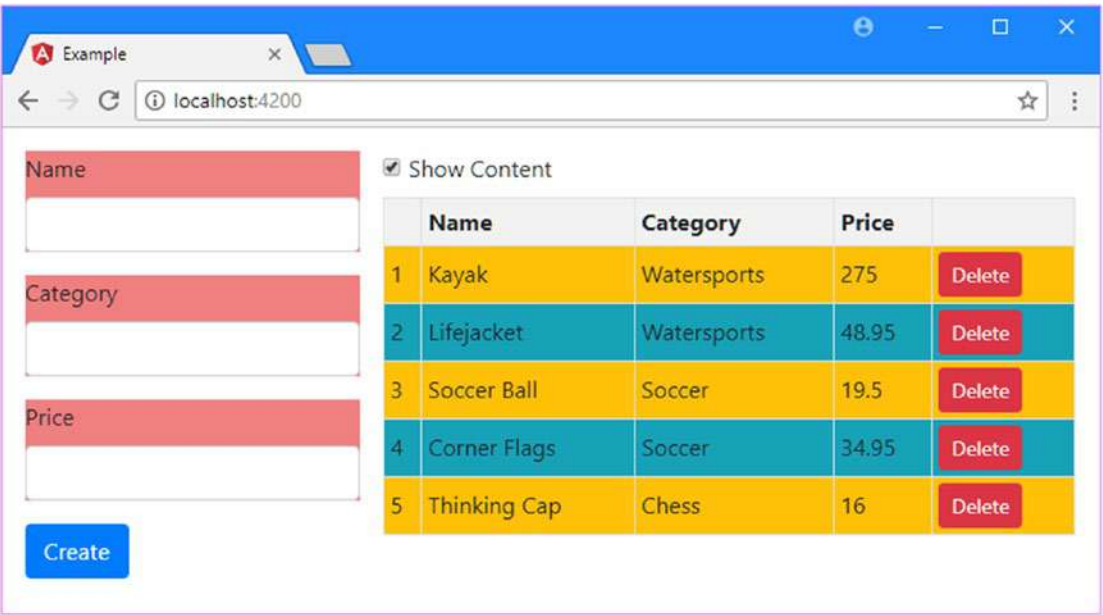 Example
localhost:4200
Name
Category
Price
Create
Show Content
Name Category Price
1 Kayak Watersports 275 Delete
2 Lifejacket Watersports 48.95 Delete
3 Soccer Ball Soccer 19.5 Delete
4 Corner Flags Soccer 34.95 Delete
5 Thinking Cap Chess 16 Delete